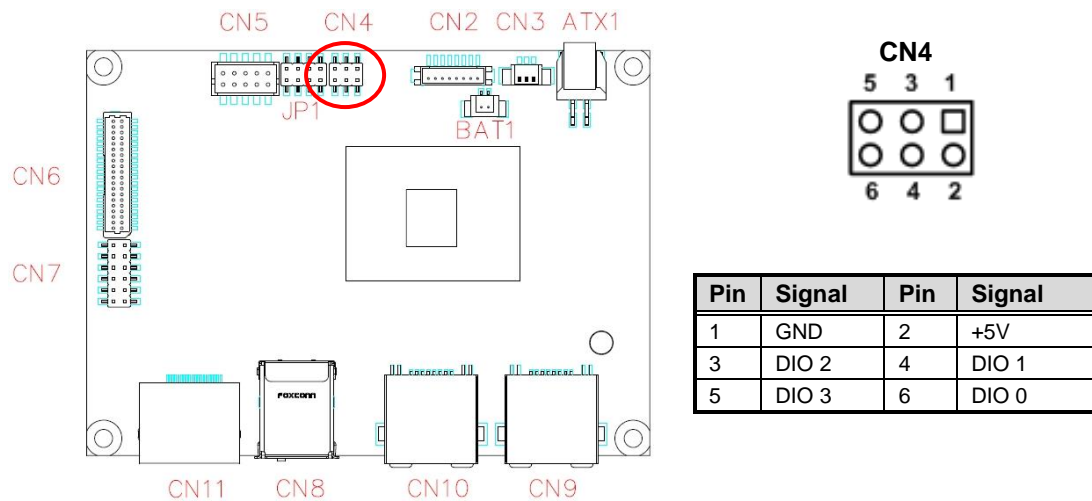 CN5 CN4 CN2 CN3 ATX1
JP1
BAT1
CN6
CN7
FOXCONN
CN11 CN8 CN10 CN9
CN4
5 3 1
6 4 2
Pin Signal Pin Signal
1 GND 2 +5V
3 DIO 2 4 DIO 1
5 DIO 3 6 DIO 0